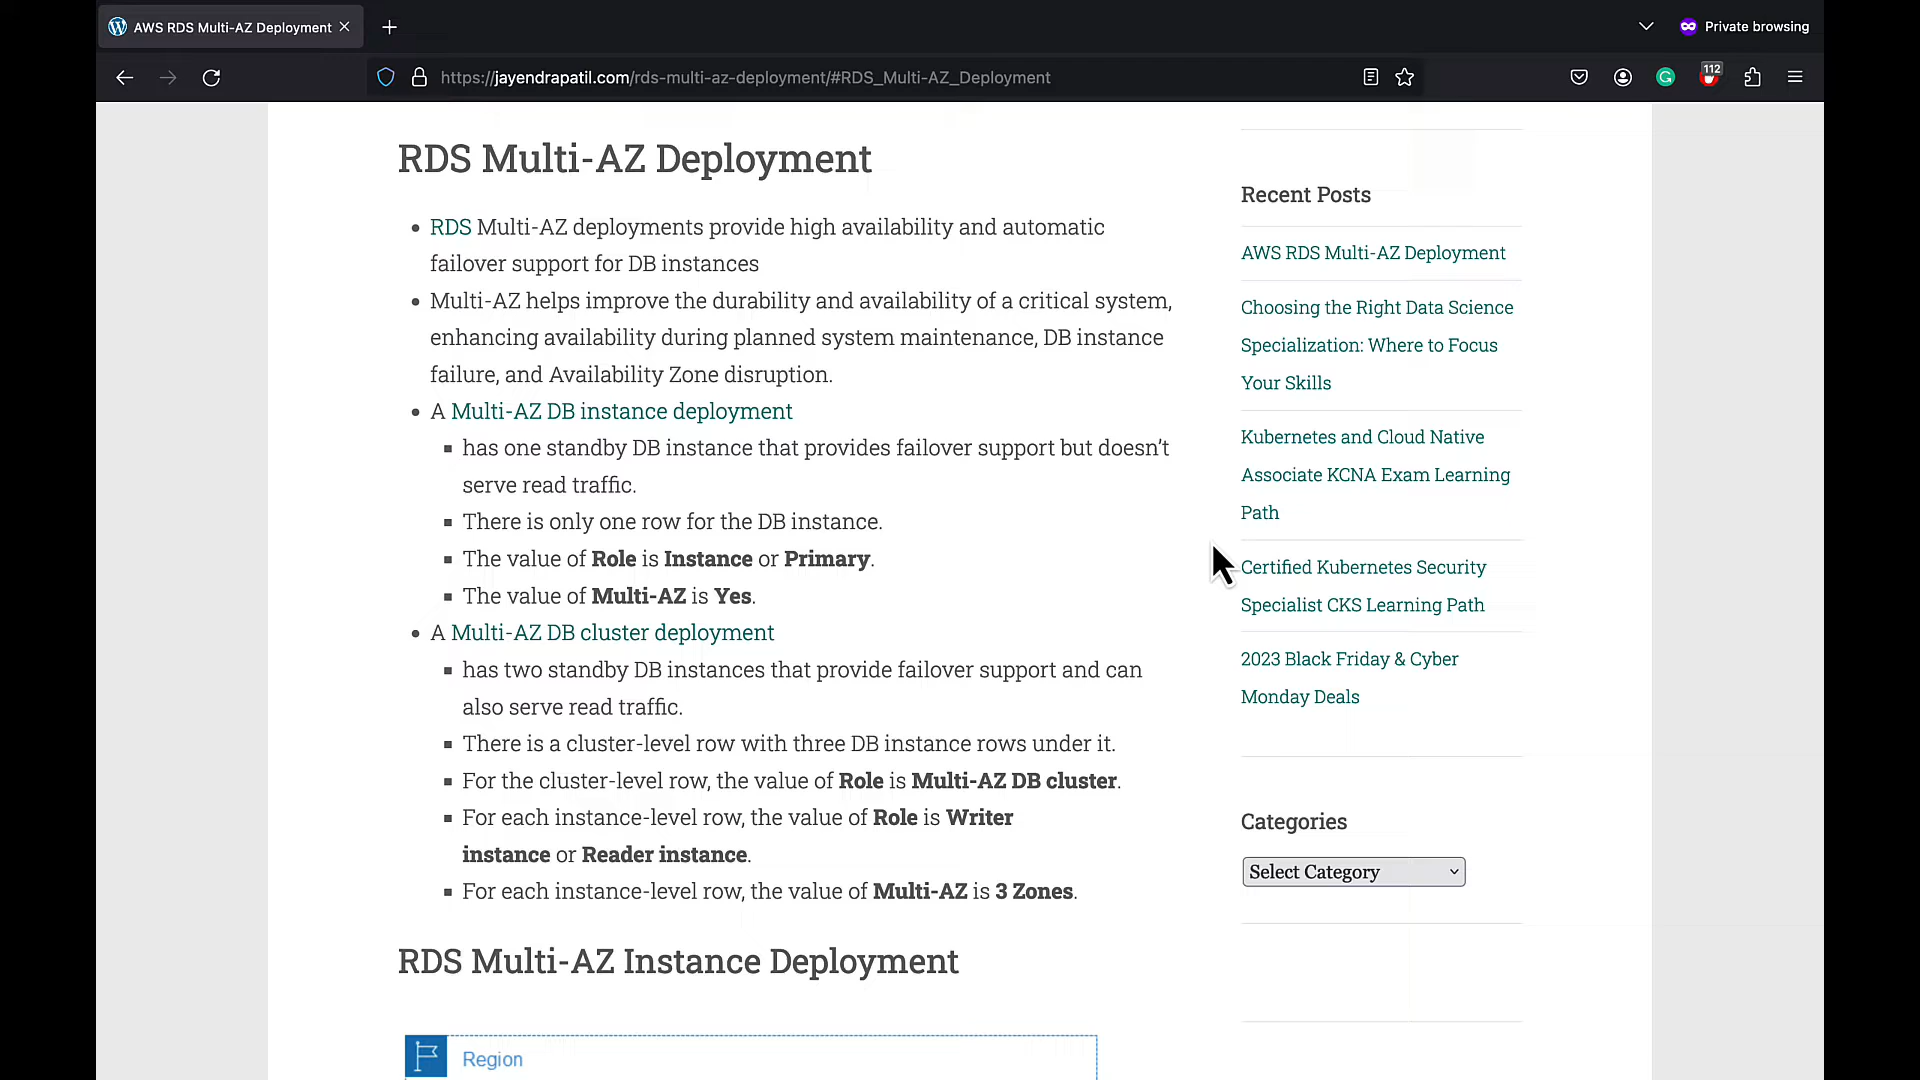 AWS RDS Multi-AZ Deployment
Private browsing
https://jayendrapatil.com/rds-multi-az-deployment/#RDS_Multi-AZ_Deployment
112
RDS Multi-AZ Deployment
RDS Multi-AZ deployments provide high availability and automatic
failover support for DB instances
Multi-AZ helps improve the durability and availability of a critical system,
enhancing availability during planned system maintenance, DB instance
failure, and Availability Zone disruption.
A Multi-AZ DB instance deployment
has one standby DB instance that provides failover support but doesn’t
serve read traffic.
There is only one row for the DB instance.
The value of Role is Instance or Primary.
The value of Multi-AZ is Yes.
A Multi-AZ DB cluster deployment
has two standby DB instances that provide failover support and can
also serve read traffic.
There is a cluster-level row with three DB instance rows under it.
For the cluster-level row, the value of Role is Multi-AZ DB cluster.
For each instance-level row, the value of Role is Writer
instance or Reader instance.
For each instance-level row, the value of Multi-AZ is 3 Zones.
RDS Multi-AZ Instance Deployment
Region
Recent Posts
AWS RDS Multi-AZ Deployment
Choosing the Right Data Science
Specialization: Where to Focus
Your Skills
Kubernetes and Cloud Native
Associate KCNA Exam Learning
Path
Certified Kubernetes Security
Specialist CKS Learning Path
2023 Black Friday & Cyber
Monday Deals
Categories
Select Category